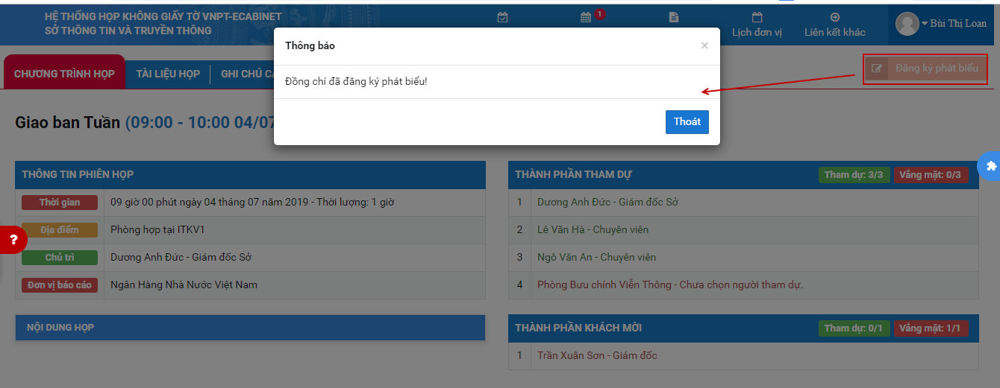 HỆ THỐNG HỌP KHÔNG GIẤY TỜ VNPT-ECABINET
SỞ THÔNG TIN VÀ TRUYỀN THÔNG
1
Lịch đơn vị
Liên kết khác
Bùi Thị Loan
Thông báo
×
Đồng chí đã đăng ký phát biểu!
Thoát
CHƯƠNG TRÌNH HỌP
TÀI LIỆU HỌP
GHI CHÚ
Đăng ký phát biểu
Giao ban Tuần (09:00 - 10:00 04/07
THÔNG TIN PHIÊN HỌP
Thời gian
09 giờ 00 phút ngày 04 tháng 07 năm 2019 - Thời lượng: 1 giờ
Địa điểm
Phòng họp tại ITKV1
?
Chủ trì
Dương Anh Đức - Giám đốc Sở
Đơn vị báo cáo
Ngân Hàng Nhà Nước Việt Nam
NỘI DUNG HỌP
THÀNH PHẦN THAM DỰ
Tham dự: 3/3
Vắng mặt: 0/3
1 Dương Anh Đức - Giám đốc Sở
2 Lê Văn Hà - Chuyên viên
3 Ngô Văn An - Chuyên viên
4 Phòng Bưu chính Viễn Thông - Chưa chọn người tham dự.
THÀNH PHẦN KHÁCH MỜI
Tham dự: 0/1
Vắng mặt: 1/1
1 Trần Xuân Sơn - Giám đốc